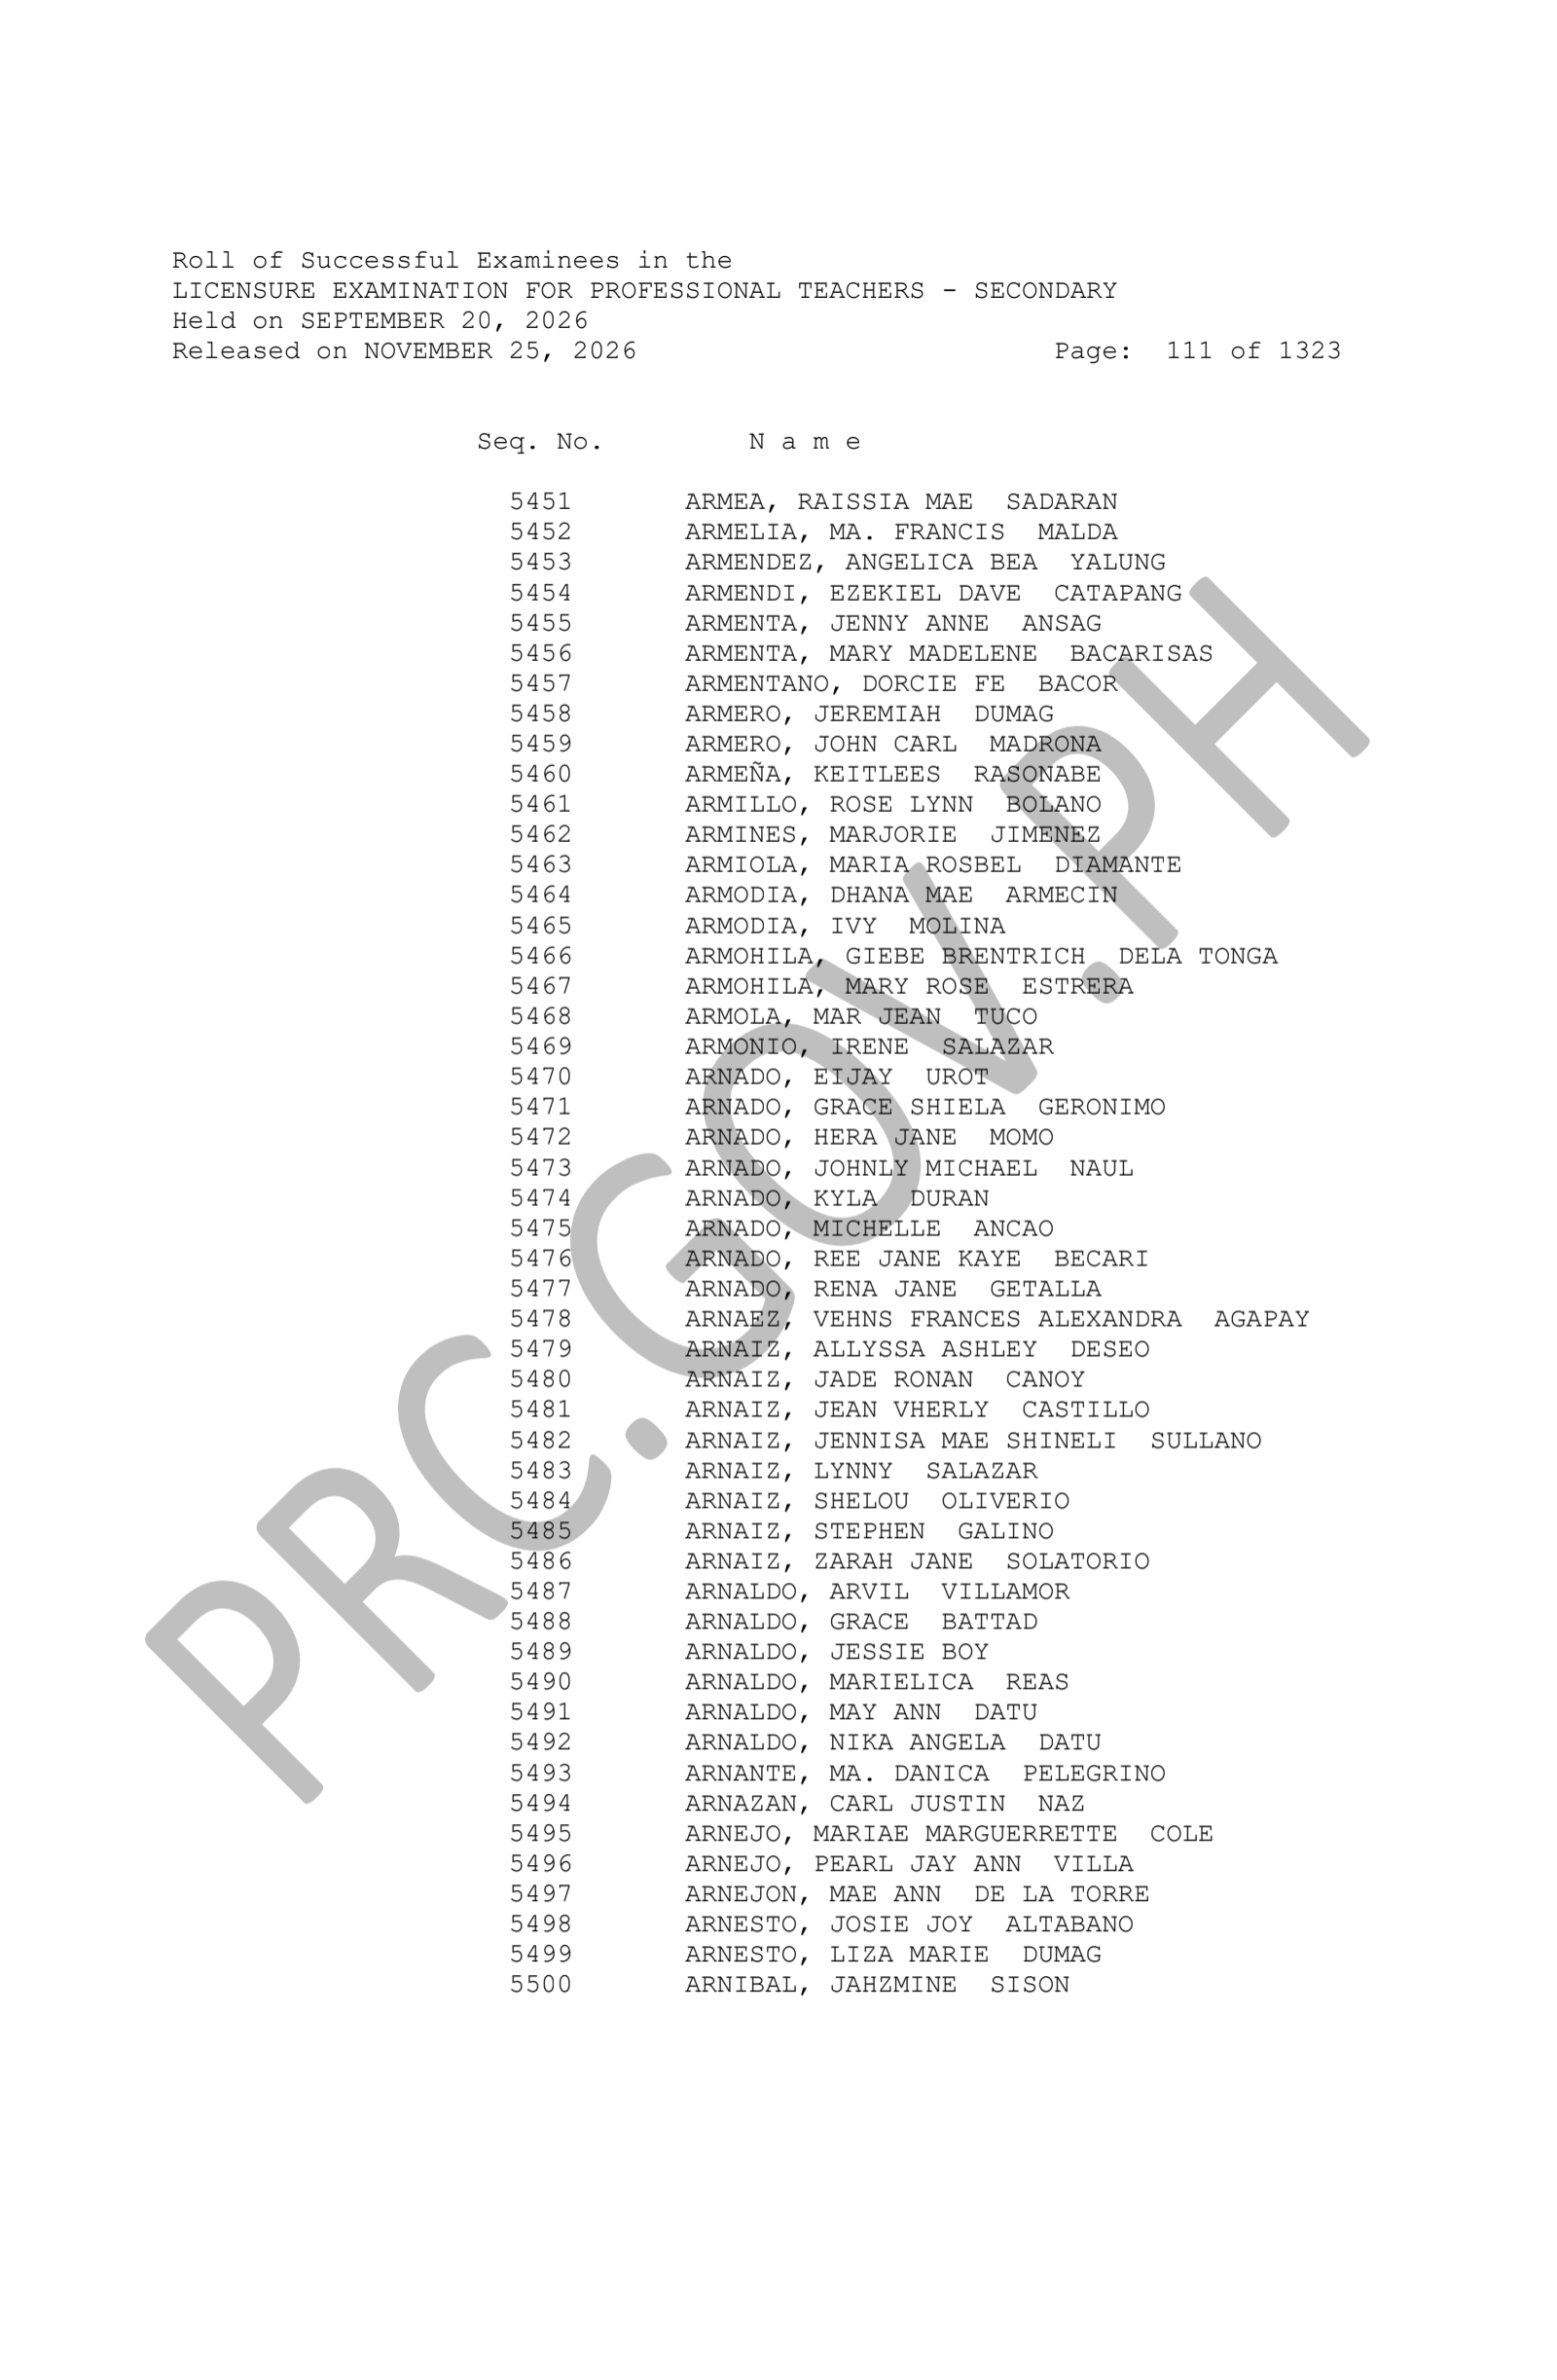 Roll of Successful Examinees in the
LICENSURE EXAMINATION FOR PROFESSIONAL TEACHERS - SECONDARY
Held on SEPTEMBER 20, 2026
Released on NOVEMBER 25, 2026 Page: 111 of 1323
Seq. No. N a m e
5451 ARMEA, RAISSIA MAE SADARAN
5452 ARMELIA, MA. FRANCIS MALDA
5453 ARMENDEZ, ANGELICA BEA YALUNG
5454 ARMENDI, EZEKIEL DAVE CATAPANG
5455 ARMENTA, JENNY ANNE ANSAG
5456 ARMENTA, MARY MADELENE BACARISAS
5457 ARMENTANO, DORCIE FE BACOR
5458 ARMERO, JEREMIAH DUMAG
5459 ARMERO, JOHN CARL MADRONA
5460 ARMEÑA, KEITLEES RASONABE
5461 ARMILLO, ROSE LYNN BOLANO
5462 ARMINES, MARJORIE JIMENEZ
5463 ARMIOLA, MARIA ROSBEL DIAMANTE
5464 ARMODIA, DHANA MAE ARMECIN
5465 ARMODIA, IVY MOLINA
5466 ARMOHILA, GIEBE BRENTRICH DELA TONGA
5467 ARMOHILA, MARY ROSE ESTRERA
5468 ARMOLA, MAR JEAN TUCO
5469 ARMONIO, IRENE SALAZAR
5470 ARNADO, EIJAY UROT
5471 ARNADO, GRACE SHIELA GERONIMO
5472 ARNADO, HERA JANE MOMO
5473 ARNADO, JOHNLY MICHAEL NAUL
5474 ARNADO, KYLA DURAN
5475 ARNADO, MICHELLE ANCAO
5476 ARNADO, REE JANE KAYE BECARI
5477 ARNADO, RENA JANE GETALLA
5478 ARNAEZ, VEHNS FRANCES ALEXANDRA AGAPAY
5479 ARNAIZ, ALLYSSA ASHLEY DESEO
5480 ARNAIZ, JADE RONAN CANOY
5481 ARNAIZ, JEAN VHERLY CASTILLO
5482 ARNAIZ, JENNISA MAE SHINELI SULLANO
5483 ARNAIZ, LYNNY SALAZAR
5484 ARNAIZ, SHELOU OLIVERIO
5485 ARNAIZ, STEPHEN GALINO
5486 ARNAIZ, ZARAH JANE SOLATORIO
5487 ARNALDO, ARVIL VILLAMOR
5488 ARNALDO, GRACE BATTAD
5489 ARNALDO, JESSIE BOY
5490 ARNALDO, MARIELICA REAS
5491 ARNALDO, MAY ANN DATU
5492 ARNALDO, NIKA ANGELA DATU
5493 ARNANTE, MA. DANICA PELEGRINO
5494 ARNAZAN, CARL JUSTIN NAZ
5495 ARNEJO, MARIAE MARGUERRETTE COLE
5496 ARNEJO, PEARL JAY ANN VILLA
5497 ARNEJON, MAE ANN DE LA TORRE
5498 ARNESTO, JOSIE JOY ALTABANO
5499 ARNESTO, LIZA MARIE DUMAG
5500 ARNIBAL, JAHZMINE SISON
PRC.GOV.PH